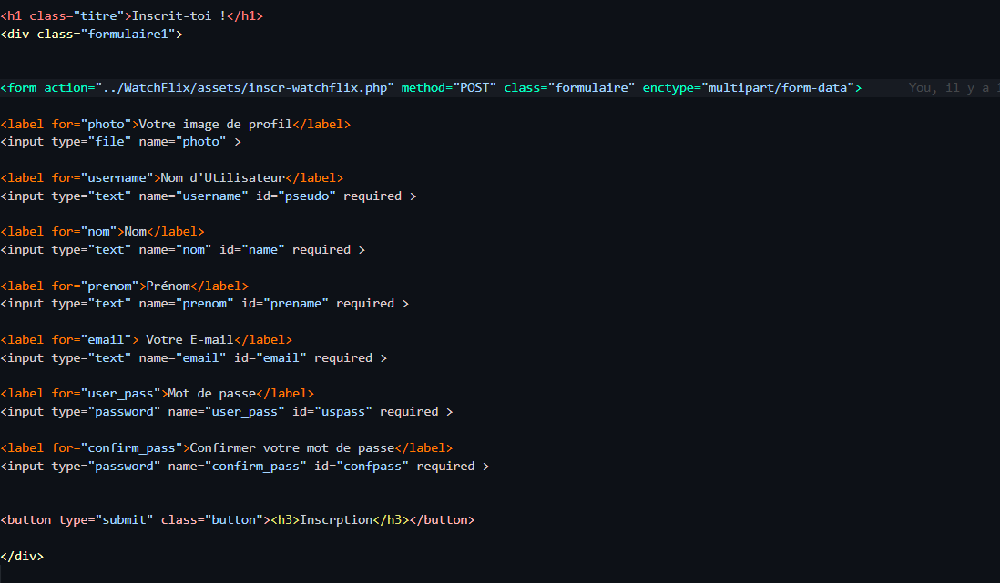 <h1 class="titre">Inscrit-toi !</h1>
<div class="formulaire1">
<form action="../WatchFlix/assets/inscr-watchflix.php" method="POST" class="formulaire" enctype="multipart/form-data"> You, il y a
<label for="photo">Votre image de profil</label>
<input type="file" name="photo" >
<label for="username">Nom d'Utilisateur</label>
<input type="text" name="username" id="pseudo" required >
<label for="nom">Nom</label>
<input type="text" name="nom" id="name" required >
<label for="prenom">Prénom</label>
<input type="text" name="prenom" id="prename" required >
<label for="email"> Votre E-mail</label>
<input type="text" name="email" id="email" required >
<label for="user_pass">Mot de passe</label>
<input type="password" name="user_pass" id="uspass" required >
<label for="confirm_pass">Confirmer votre mot de passe</label>
<input type="password" name="confirm_pass" id="confpass" required >
<button type="submit" class="button"><h3>Inscrption</h3></button>
</div>